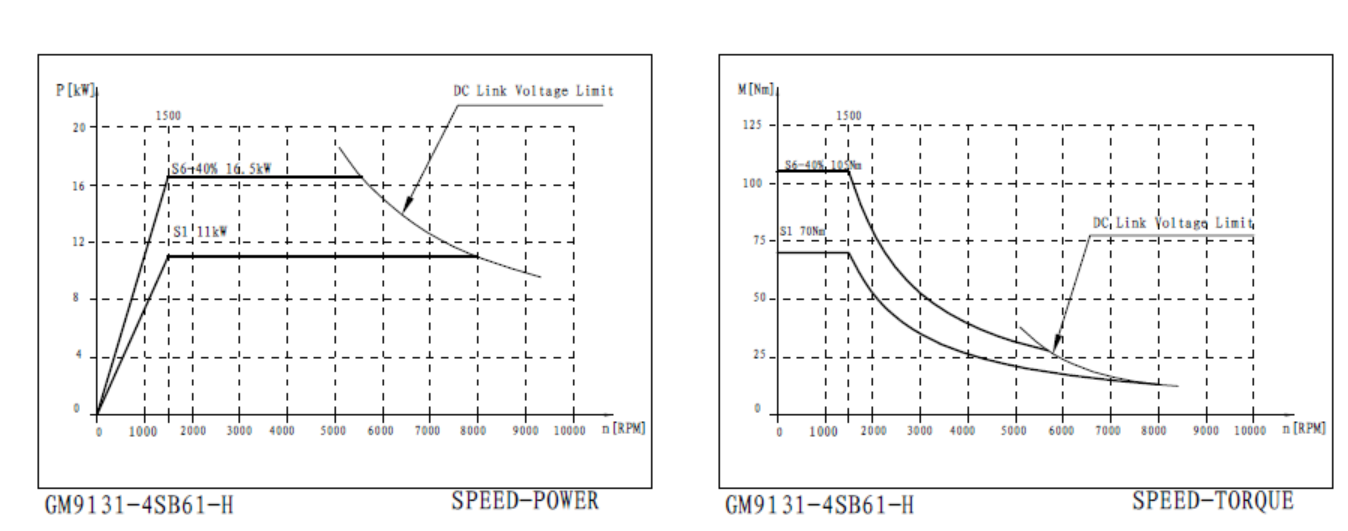 P[kW]
DC Link Voltage Limit
1500
20
S6-40% 16.5kW
16
S1 11kW
12
8
4
0
0 1000 2000 3000 4000 5000 6000 7000 8000 9000 10000 n[RPM]
GM9131-4SB61-H SPEED-POWER
M[Nm]
1500
125
S6-40% 105Nm
100
DC Link Voltage Limit
S1 70Nm
75
50
25
0
0 1000 2000 3000 4000 5000 6000 7000 8000 9000 10000 n[RPM]
GM9131-4SB61-H SPEED-TORQUE